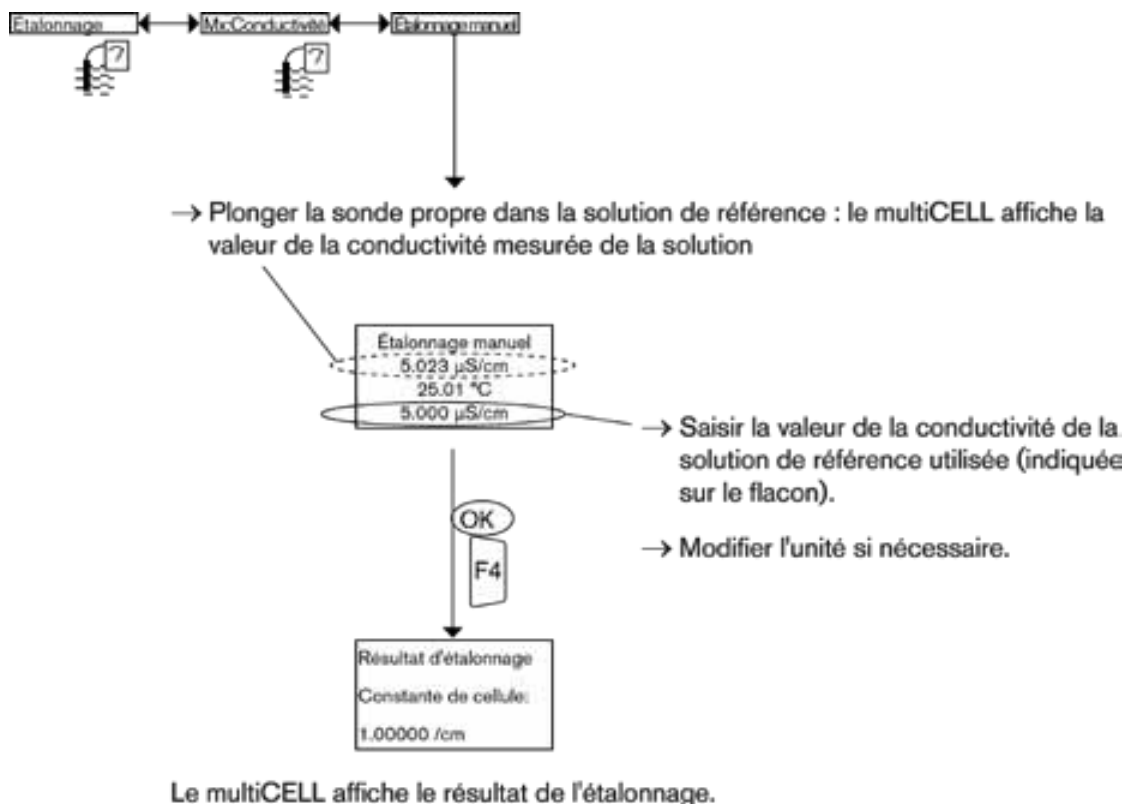 Étalonnage
Mx:Conductivité
Étalonnage manuel
?
?
→ Plonger la sonde propre dans la solution de référence : le multiCELL affiche la
valeur de la conductivité mesurée de la solution
Étalonnage manuel
5.023 µS/cm
25.01 °C
5.000 µS/cm
→ Saisir la valeur de la conductivité de la
solution de référence utilisée (indiquée
sur le flacon).
OK
→ Modifier l'unité si nécessaire.
F4
Résultat d'étalonnage
Constante de cellule:
1.00000 /cm
Le multiCELL affiche le résultat de l'étalonnage.